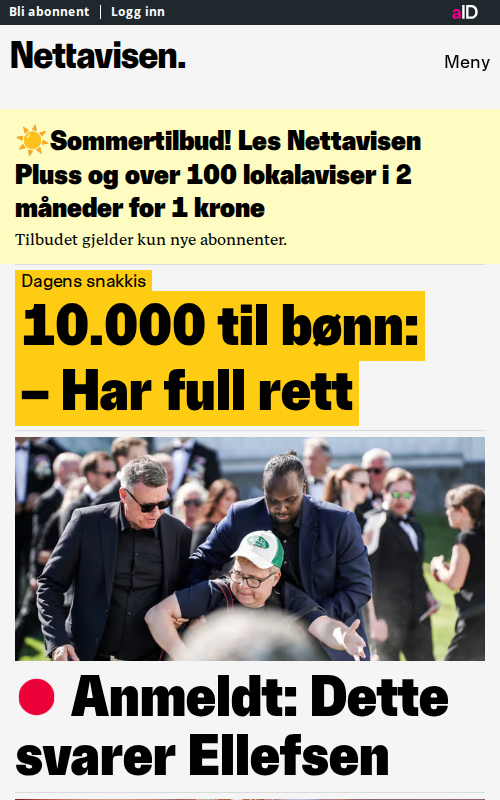 Bli abonnent | Logg inn
aID
Nettavisen.
Meny
Sommertilbud! Les Nettavisen
Pluss og over 100 lokalaviser i 2
måneder for 1 krone
Tilbudet gjelder kun nye abonnenter.
Dagens snakkis
10.000 til bønn:
– Har full rett
Anmeldt: Dette
svarer Ellefsen